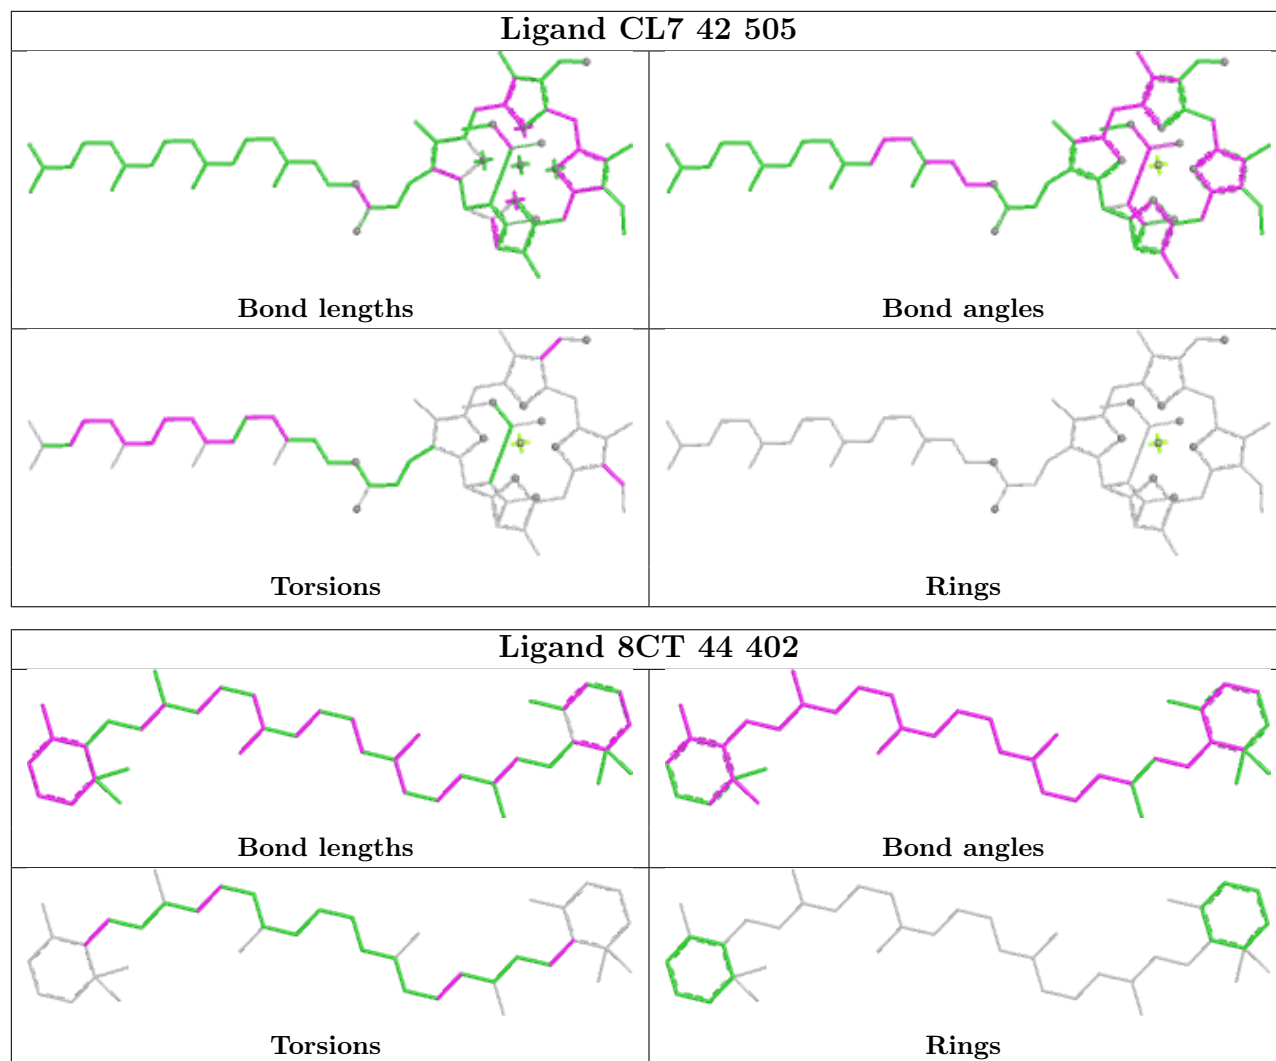 Ligand CL7 42 505
Bond lengths
Bond angles
Torsions
Rings
Ligand 8CT 44 402
Bond lengths
Bond angles
Torsions
Rings